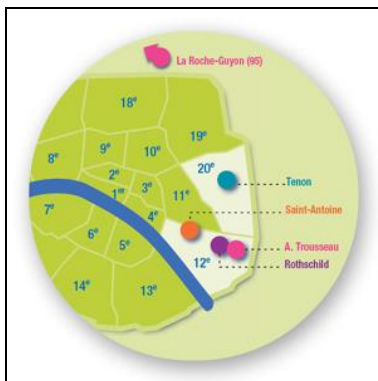 La Roche-Guyon (95)
18e
19e
9e
10e
8e
20e
2e
Tenon
1er
3e
11e
7e
4e
Saint-Antoine
6e
5e
A. Trousseau
12e
Rothschild
14e
13e